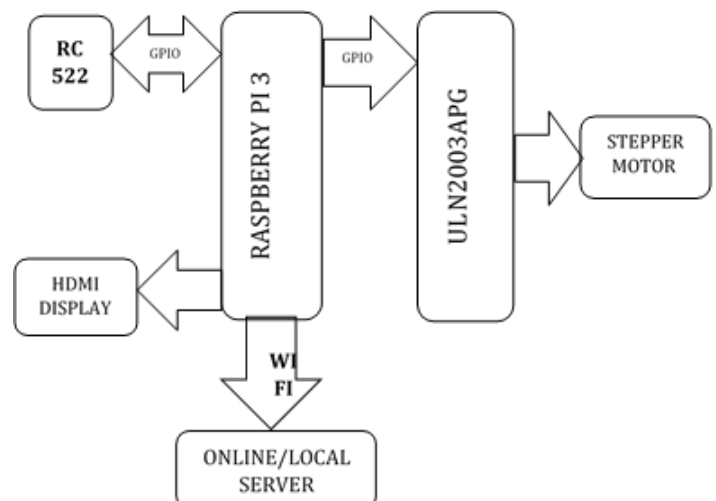 RC
522
GPIO
RASPBERRY PI 3
GPIO
ULN2003APG
STEPPER
MOTOR
HDMI
DISPLAY
WI
FI
ONLINE/LOCAL
SERVER